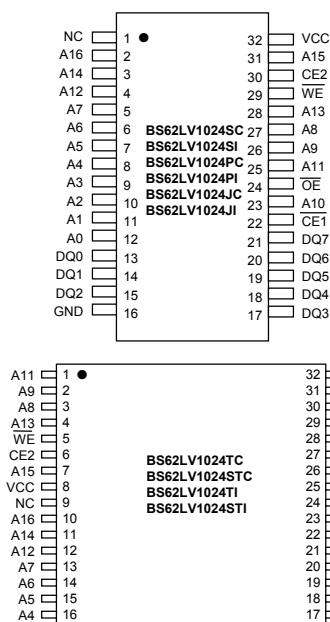 NC 1 32 VCC
A16 2 31 A15
A14 3 30 CE2
A12 4 29 WE
A7 5 28 A13
A6 6 BS62LV1024SC 27 A8
A5 7 BS62LV1024SI 26 A9
A4 8 BS62LV1024PC 25 A11
A3 9 BS62LV1024PI 24 OE
A2 10 BS62LV1024JC 23 A10
A1 11 BS62LV1024JI 22 CE1
A0 12 21 DQ7
DQ0 13 20 DQ6
DQ1 14 19 DQ5
DQ2 15 18 DQ4
GND 16 17 DQ3
A11 1 32
A9 2 31
A8 3 30
A13 4 29
WE 5 28
CE2 6 27
A15 7 BS62LV1024TC 26
VCC 8 BS62LV1024STC 25
NC 9 BS62LV1024TI 24
A16 10 BS62LV1024STI 23
A14 11 22
A12 12 21
A7 13 20
A6 14 19
A5 15 18
A4 16 17